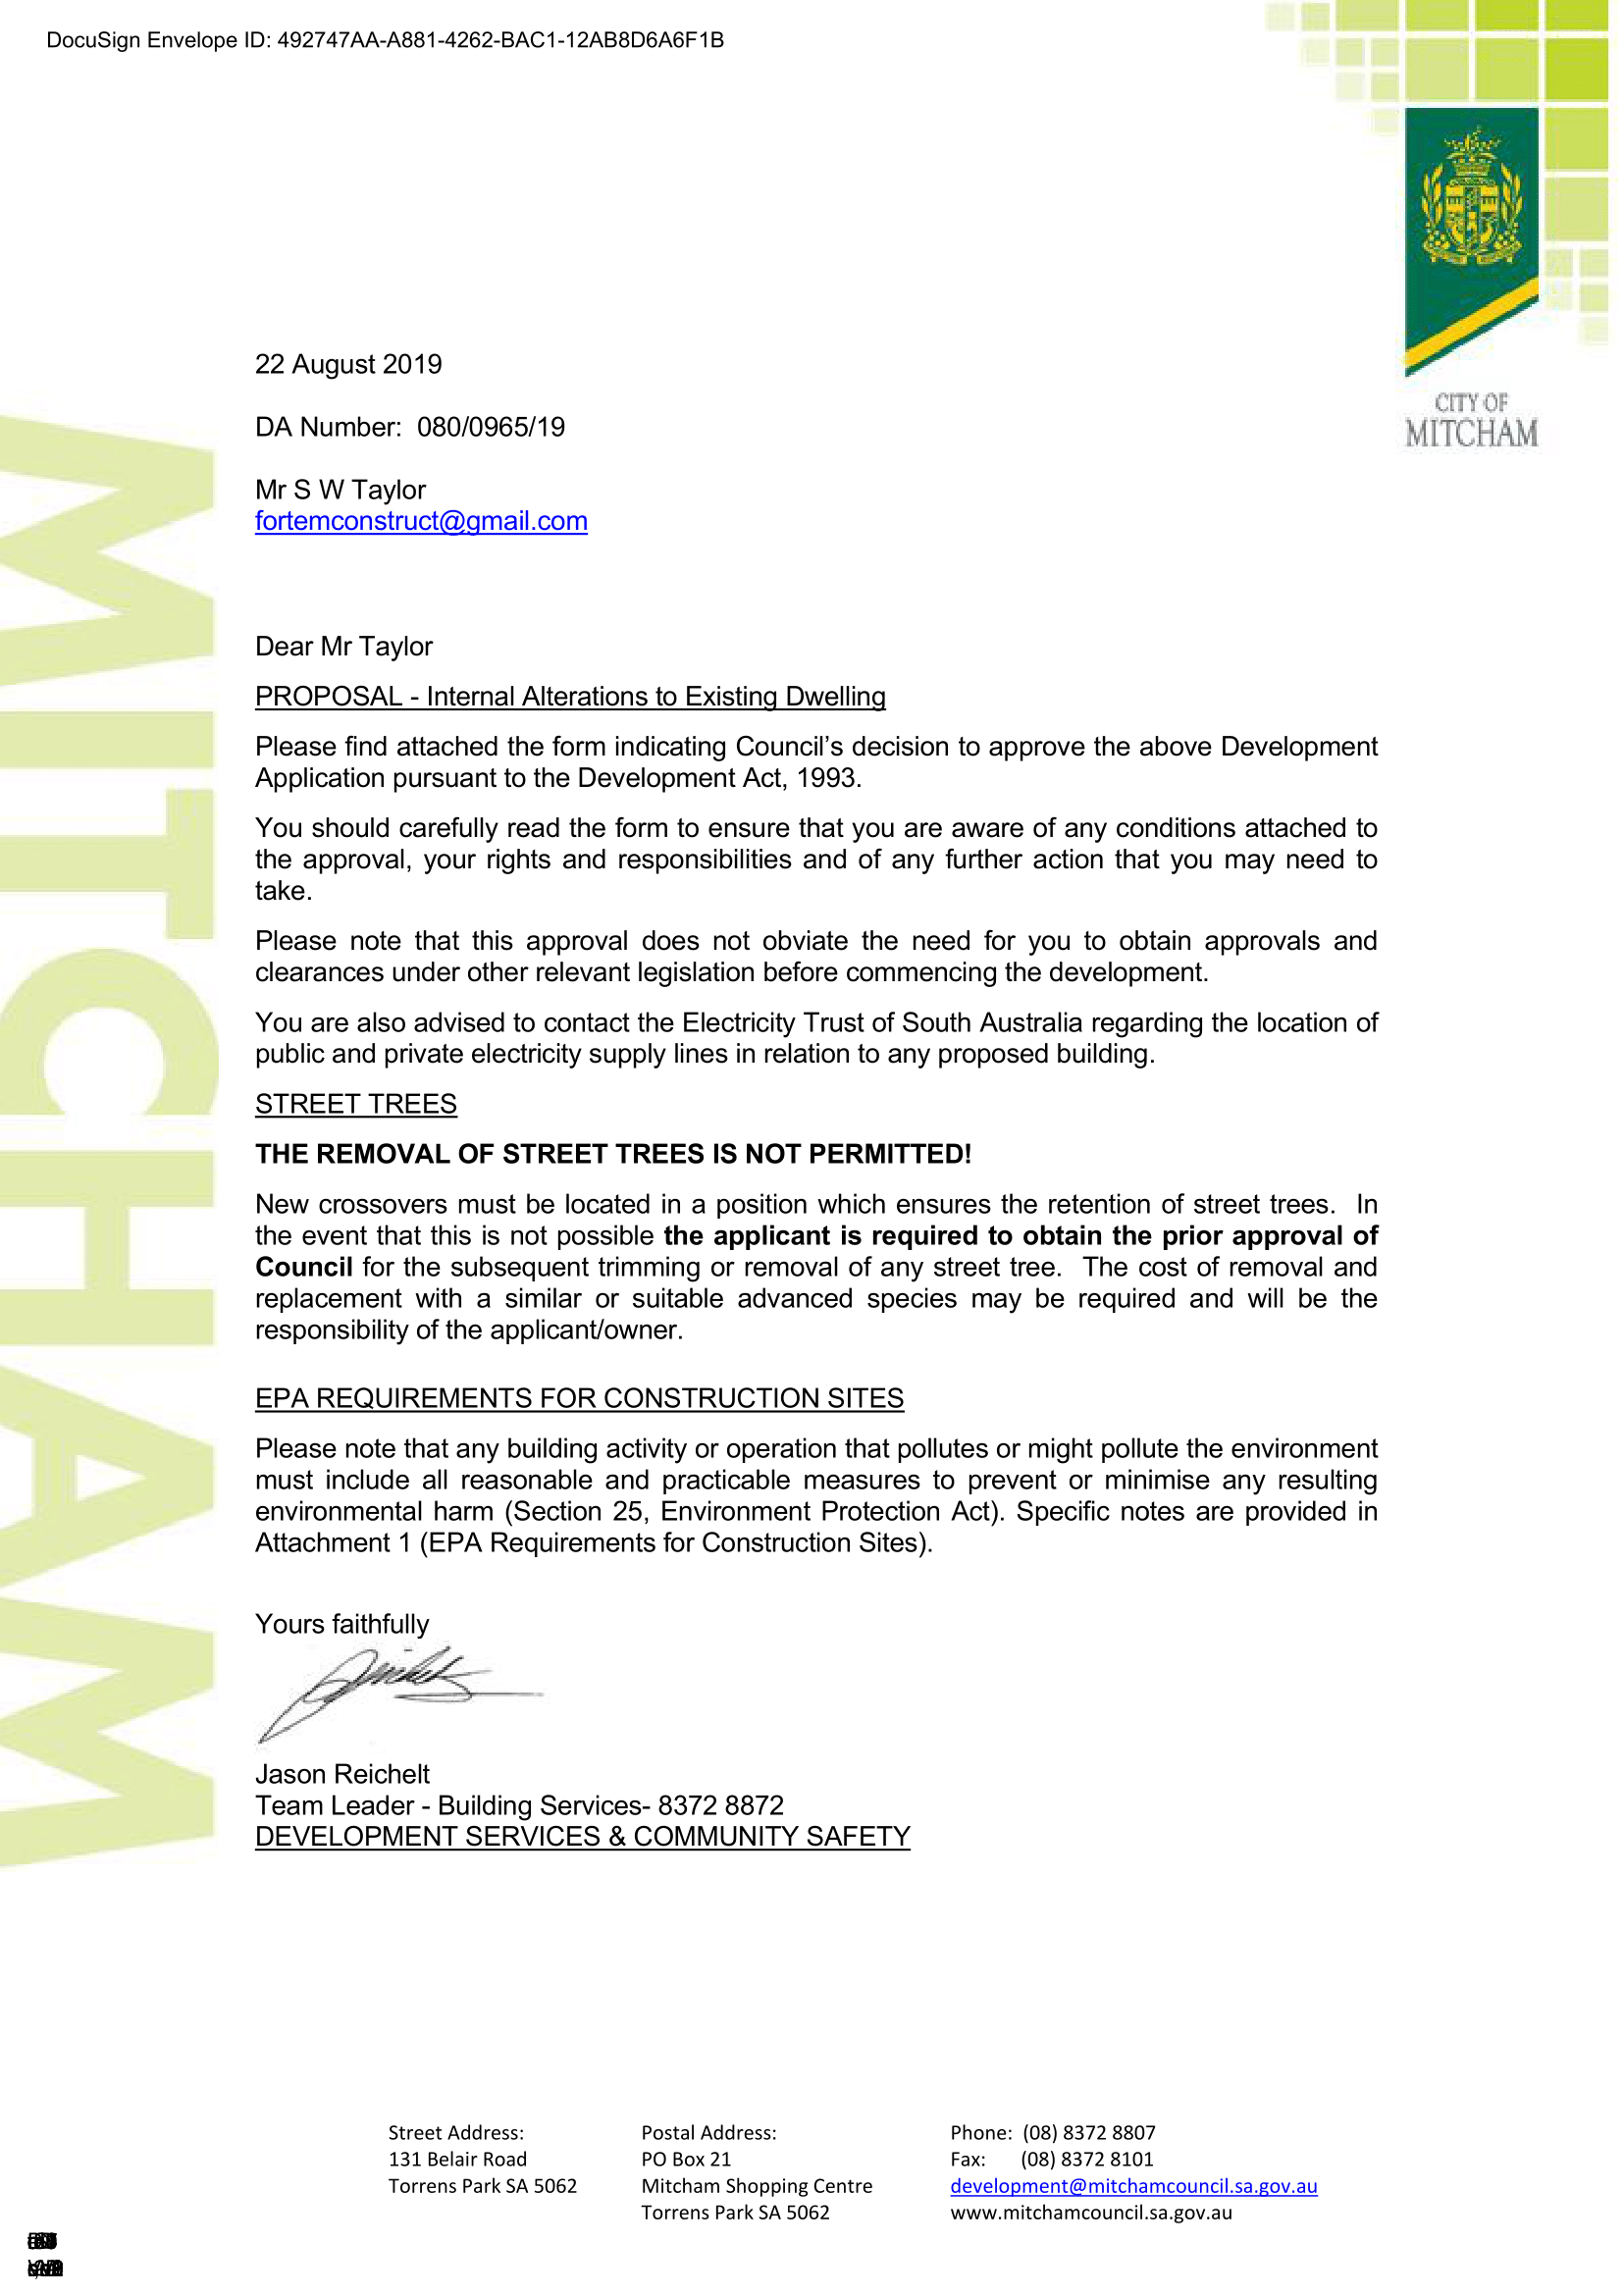 DocuSign Envelope ID: 492747AA-A881-4262-BAC1-12AB8D6A6F1B
CITY OF
MITCHAM
MITCHAM
22 August 2019
DA Number:  080/0965/19
Mr S W Taylor
fortemconstruct@gmail.com
Dear Mr Taylor
PROPOSAL - Internal Alterations to Existing Dwelling
Please find attached the form indicating Council’s decision to approve the above Development
Application pursuant to the Development Act, 1993.
You should carefully read the form to ensure that you are aware of any conditions attached to
the approval, your rights and responsibilities and of any further action that you may need to
take.
Please note that this approval does not obviate the need for you to obtain approvals and
clearances under other relevant legislation before commencing the development.
You are also advised to contact the Electricity Trust of South Australia regarding the location of
public and private electricity supply lines in relation to any proposed building.
STREET TREES
THE REMOVAL OF STREET TREES IS NOT PERMITTED!
New crossovers must be located in a position which ensures the retention of street trees.  In
the event that this is not possible the applicant is required to obtain the prior approval of
Council for the subsequent trimming or removal of any street tree.  The cost of removal and
replacement with a similar or suitable advanced species may be required and will be the
responsibility of the applicant/owner.
EPA REQUIREMENTS FOR CONSTRUCTION SITES
Please note that any building activity or operation that pollutes or might pollute the environment
must include all reasonable and practicable measures to prevent or minimise any resulting
environmental harm (Section 25, Environment Protection Act). Specific notes are provided in
Attachment 1 (EPA Requirements for Construction Sites).
Yours faithfully
Jason Reichelt
Team Leader - Building Services- 8372 8872
DEVELOPMENT SERVICES & COMMUNITY SAFETY
Street Address:
131 Belair Road
Torrens Park SA 5062
Postal Address:
PO Box 21
Mitcham Shopping Centre
Torrens Park SA 5062
Phone:  (08) 8372 8807
Fax:  (08) 8372 8101
development@mitchamcouncil.sa.gov.au
www.mitchamcouncil.sa.gov.au